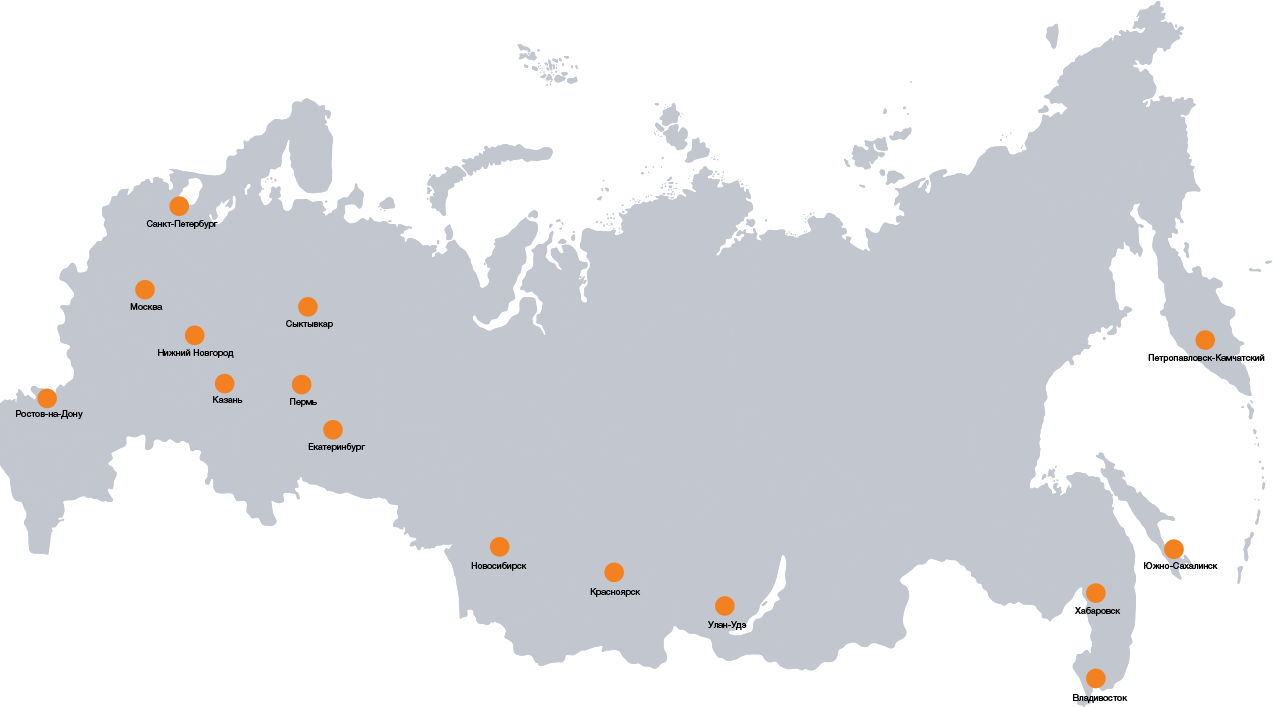 Санкт-Петербург
Москва
Сыктывкар
Нижний Новгород
Петропавловск-Камчатский
Казань
Пермь
Ростов-на-Дону
Екатеринбург
Новосибирск
Южно-Сахалинск
Красноярск
Хабаровск
Улан-Удэ
Владивосток